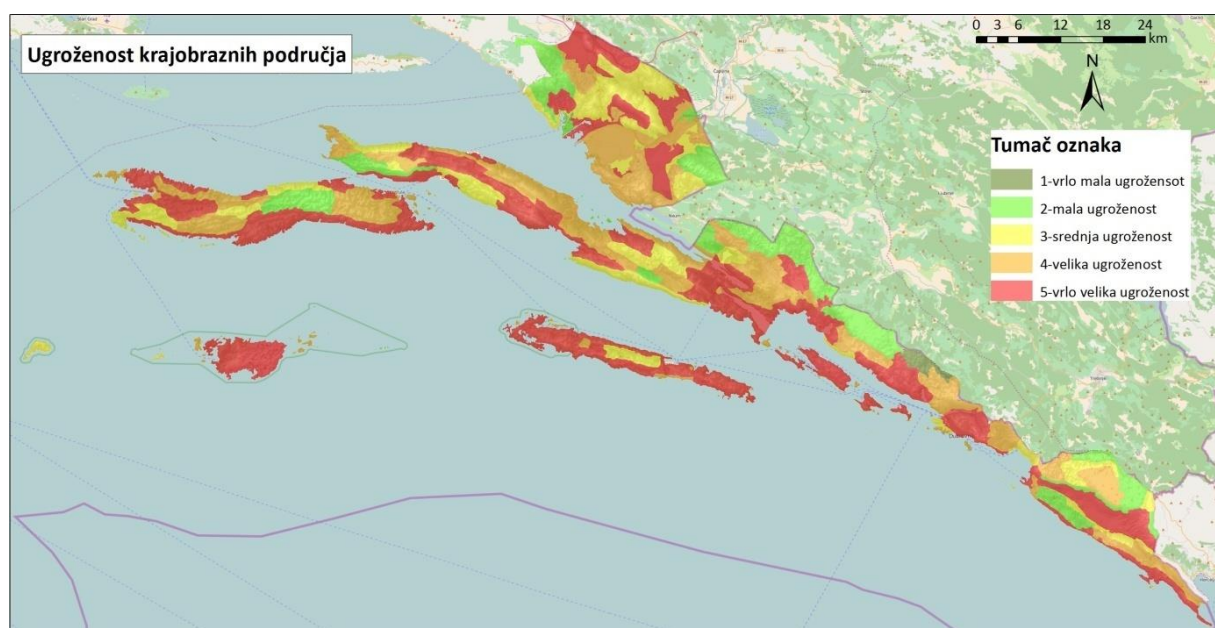 Ugroženost krajobraznih područja
0 3 6 12 18 24
km
N
Tumač oznaka
1-vrlo mala ugrožensot
2-mala ugroženost
3-srednja ugroženost
4-velika ugroženost
5-vrlo velika ugroženost